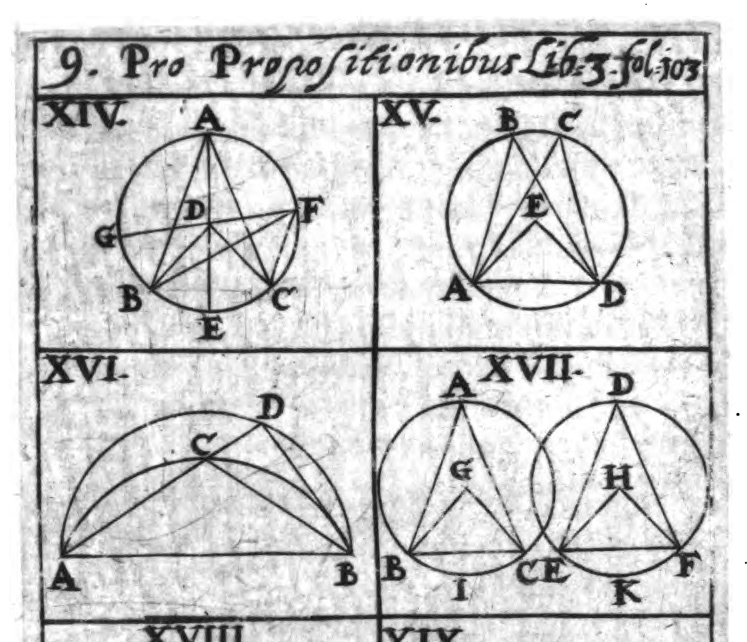 9. Pro Propositionibus Lib. 3. fol. 103
XIV.
A
D
F
G
B
C
E
XV.
B C
E
A
D
XVI.
D
C
A
B
XVII.
A
D
G
H
B
C E
F
I
K
XVIII
XIX